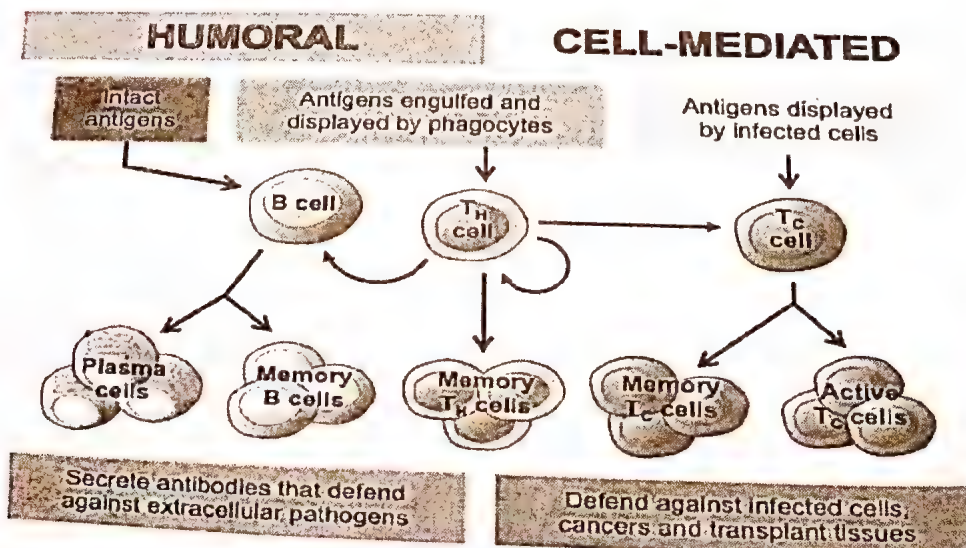 HUMORAL
CELL-MEDIATED
Intact
antigens
Antigens engulfed and
displayed by phagocytes
Antigens displayed
by infected cells
B cell
TH
cell
TC
cell
Plasma
cells
Memory
B cells
Memory
TH cells
Memory
TC cells
Active
TC cells
Secrete antibodies that defend
against extracellular pathogens
Defend against infected cells,
cancers and transplant tissues